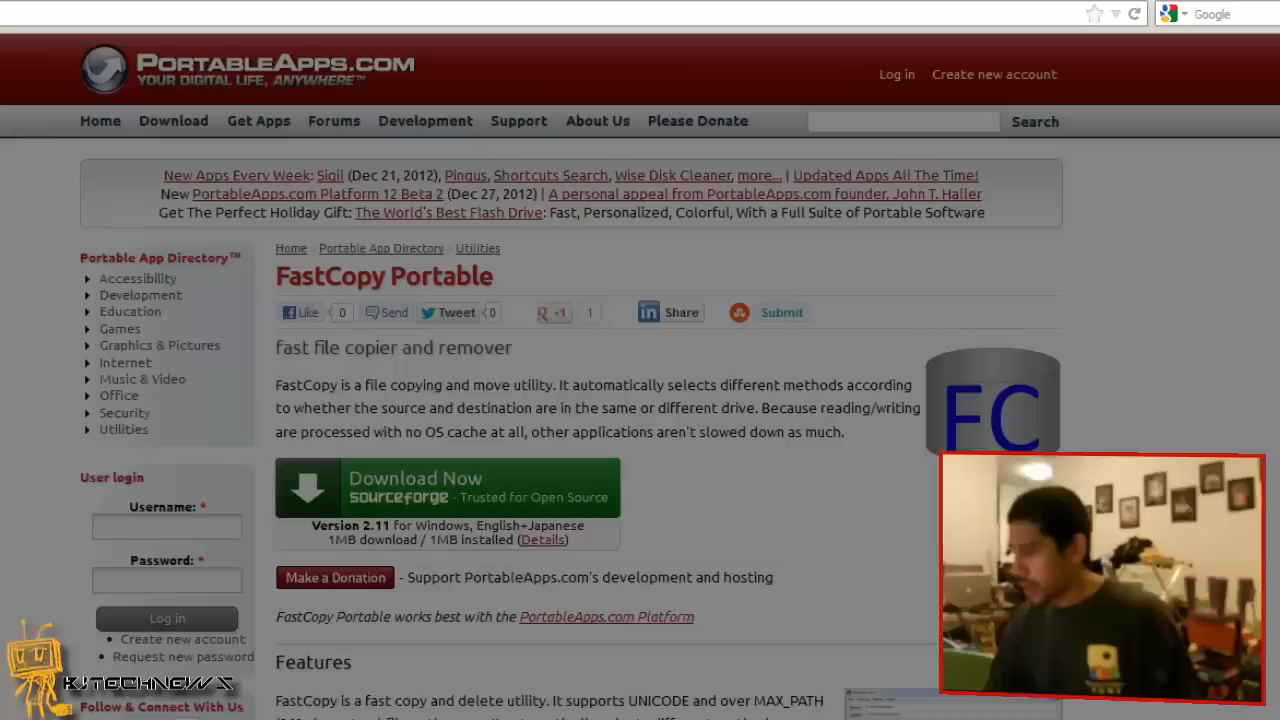 Google
PORTABLEAPPS.COM
YOUR DIGITAL LIFE, ANYWHERE™
Log in Create new account
Home Download Get Apps Forums Development Support About Us Please Donate Search
New Apps Every Week: Sigil (Dec 21, 2012), Pingus, Shortcuts Search, Wise Disk Cleaner, more... | Updated Apps All The Time!
New PortableApps.com Platform 12 Beta 2 (Dec 27, 2012) | A personal appeal from PortableApps.com founder, John T. Haller
Get The Perfect Holiday Gift: The World's Best Flash Drive: Fast, Personalized, Colorful, With a Full Suite of Portable Software
Home Portable App Directory Utilities
Portable App Directory™
Accessibility
Development
Education
Games
Graphics & Pictures
Internet
Music & Video
Office
Security
Utilities
FastCopy Portable
Like 0 Send Tweet 0 +1 1 in Share Submit
fast file copier and remover
FastCopy is a file copying and move utility. It automatically selects different methods according
to whether the source and destination are in the same or different drive. Because reading/writing
are processed with no OS cache at all, other applications aren't slowed down as much.
FC
Download Now
sourceforge - Trusted for Open Source
Version 2.11 for Windows, English+Japanese
1MB download / 1MB installed (Details)
Make a Donation - Support PortableApps.com's development and hosting
FastCopy Portable works best with the PortableApps.com Platform
Features
FastCopy is a fast copy and delete utility. It supports UNICODE and over MAX_PATH
User login
Username: *
Password: *
Log in
Create new account
Request new password
KJTECHNEWS
Follow & Connect With Us